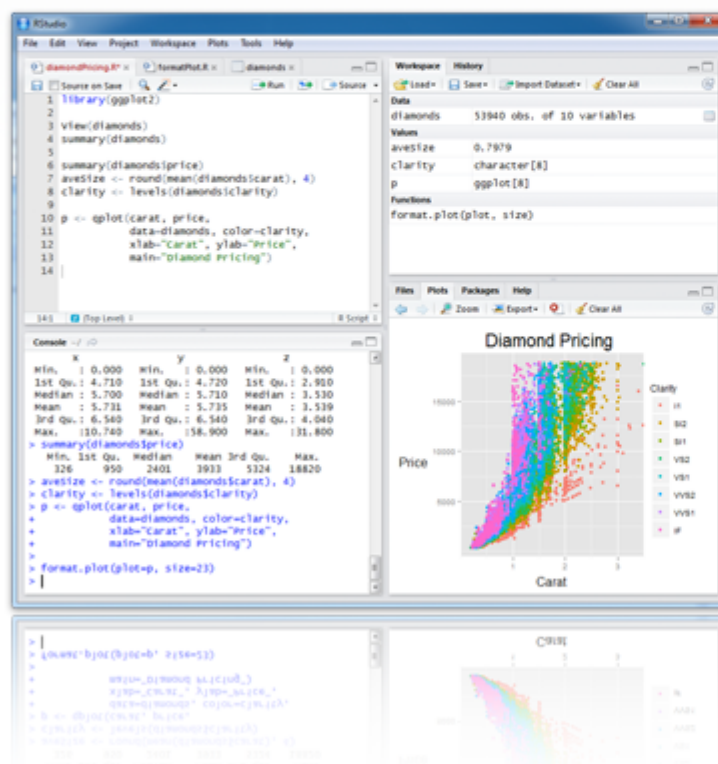 RStudio
File Edit View Project Workspace Plots Tools Help
diamondPricing.R* formatPlot.R diamonds
Source on Save Run Source
1 library(ggplot2)
2
3 View(diamonds)
4 summary(diamonds)
5
6 summary(diamonds$price)
7 aveSize <- round(mean(diamonds$carat), 4)
8 clarity <- levels(diamonds$clarity)
9
10 p <- qplot(carat, price,
11 data=diamonds, color=clarity,
12 xlab="Carat", ylab="Price",
13 main="Diamond Pricing")
14
14:1 (Top Level) R Script
Console ~/
x y z
Min. : 0.000 Min. : 0.000 Min. : 0.000
1st Qu.: 4.710 1st Qu.: 4.720 1st Qu.: 2.910
Median : 5.700 Median : 5.710 Median : 3.530
Mean : 5.731 Mean : 5.735 Mean : 3.539
3rd Qu.: 6.540 3rd Qu.: 6.540 3rd Qu.: 4.040
Max. :10.740 Max. :58.900 Max. :31.800
> summary(diamonds$price)
Min. 1st Qu. Median Mean 3rd Qu. Max.
326 950 2401 3933 5324 18820
> aveSize <- round(mean(diamonds$carat), 4)
> clarity <- levels(diamonds$clarity)
> p <- qplot(carat, price,
+ data=diamonds, color=clarity,
+ xlab="Carat", ylab="Price",
+ main="Diamond Pricing")
>
> format.plot(plot=p, size=23)
>
Workspace History
Load Save Import Dataset Clear All
Data
diamonds 53940 obs. of 10 variables
Values
aveSize 0.7979
clarity character[8]
p ggplot[8]
Functions
format.plot(plot, size)
Files Plots Packages Help
Zoom Export Clear All
Diamond Pricing
Price
15000
10000
5000
1 2 3
Carat
Clarity
I1
SI2
SI1
VS2
VS1
VVS2
VVS1
IF